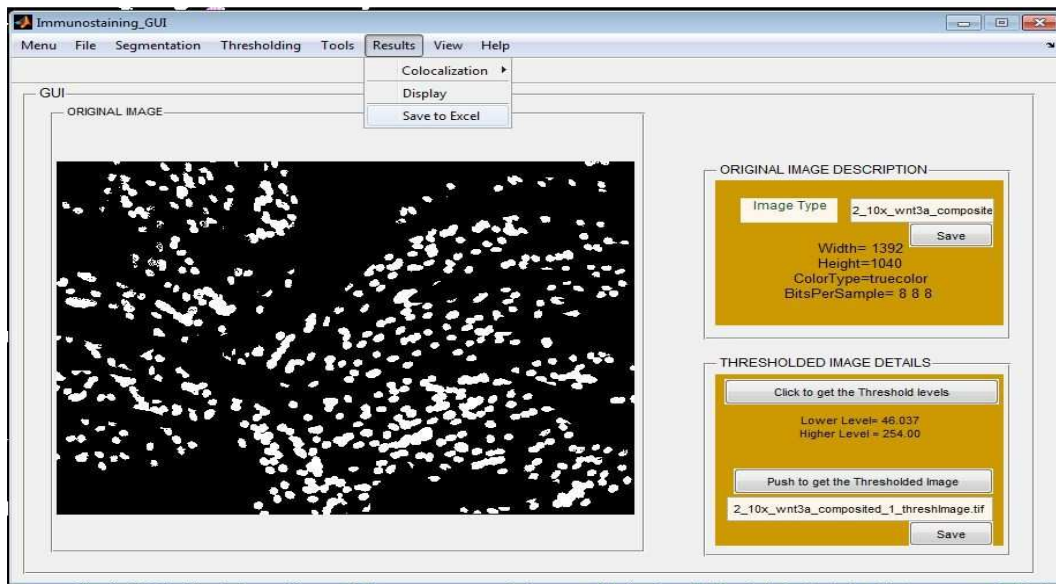 Immunostaining_GUI
Menu File Segmentation Thresholding Tools Results View Help
Colocalization
Display
Save to Excel
GUI
ORIGINAL IMAGE
ORIGINAL IMAGE DESCRIPTION
Image Type 2_10x_wnt3a_composite
Save
Width= 1392
Height=1040
ColorType=truecolor
BitsPerSample= 8 8 8
THRESHOLDED IMAGE DETAILS
Click to get the Threshold levels
Lower Level= 46.037
Higher Level = 254.00
Push to get the Thresholded Image
2_10x_wnt3a_composited_1_threshImage.tif
Save